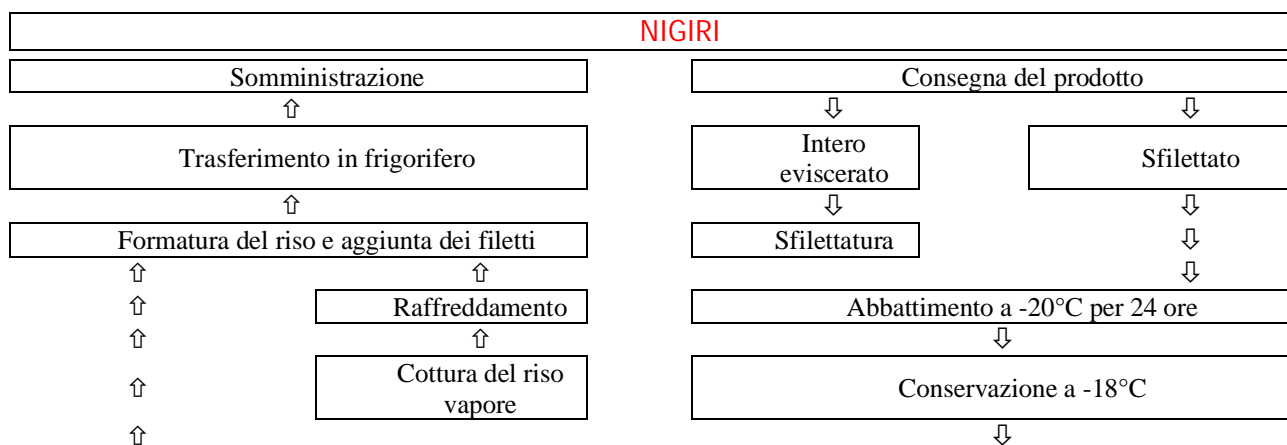 NIGIRI
Somministrazione
Consegna del prodotto
⇧
⇩ ⇩
Trasferimento in frigorifero
Intero
eviscerato
Sfilettato
⇧
⇩ ⇩
Formatura del riso e aggiunta dei filetti
Sfilettatura
⇩
⇧ ⇧
⇩
⇧
Raffreddamento
Abbattimento a -20°C per 24 ore
⇧ ⇧
⇩
⇧
Cottura del riso
vapore
Conservazione a -18°C
⇧
⇩